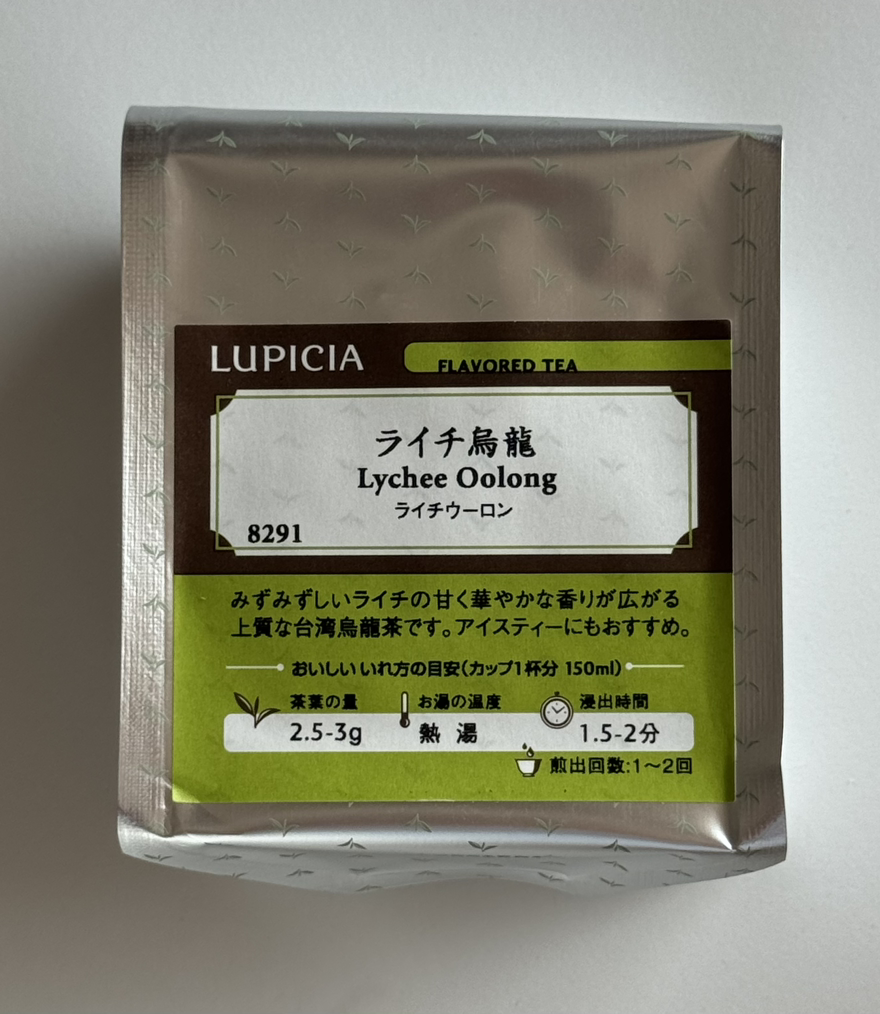 LUPICIA
FLAVORED TEA
ライチ烏龍
Lychee Oolong
ライチウーロン
8291
みずみずしいライチの甘く華やかな香りが広がる
上質な台湾烏龍茶です。アイスティーにもおすすめ。
おいしいいれ方の目安(カップ1杯分 150ml)
茶葉の量 お湯の温度 浸出時間
2.5-3g 熱湯 1.5-2分
煎出回数:1〜2回